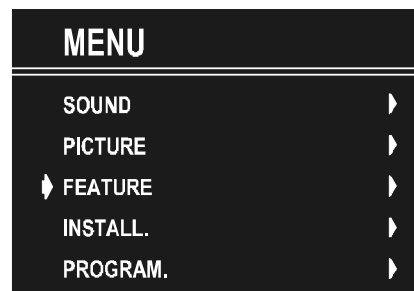 MENU
SOUND
PICTURE
FEATURE
INSTALL.
PROGRAM.